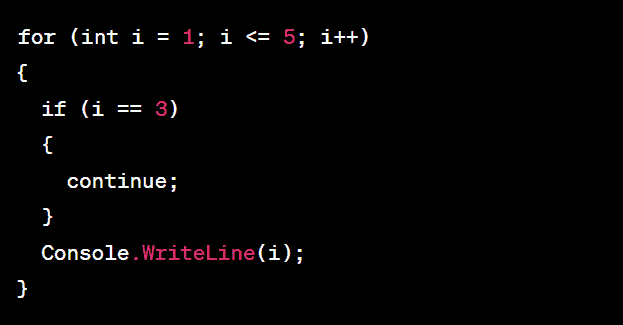 for (int i = 1; i <= 5; i++)
{
  if (i == 3)
  {
    continue;
  }
  Console.WriteLine(i);
}